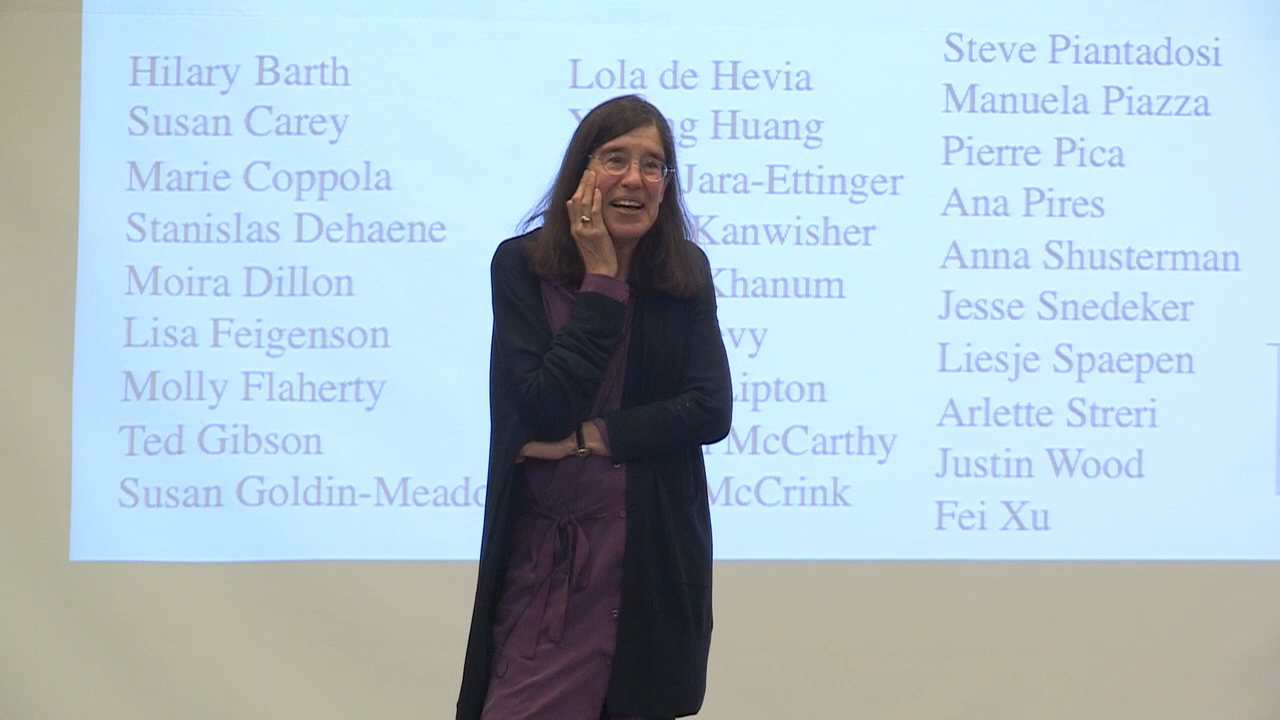 Hilary Barth
Susan Carey
Marie Coppola
Stanislas Dehaene
Moira Dillon
Lisa Feigenson
Molly Flaherty
Ted Gibson
Susan
Lola de Hevia
Huang
Jara-Ettinger
Kanwisher
Khanum
Lipton
McCarthy
McCrink
Steve Piantadosi
Manuela Piazza
Pierre Pica
Ana Pires
Anna Shusterman
Jesse Snedeker
Liesje Spaepen
Arlette Streri
Justin Wood
Fei Xu